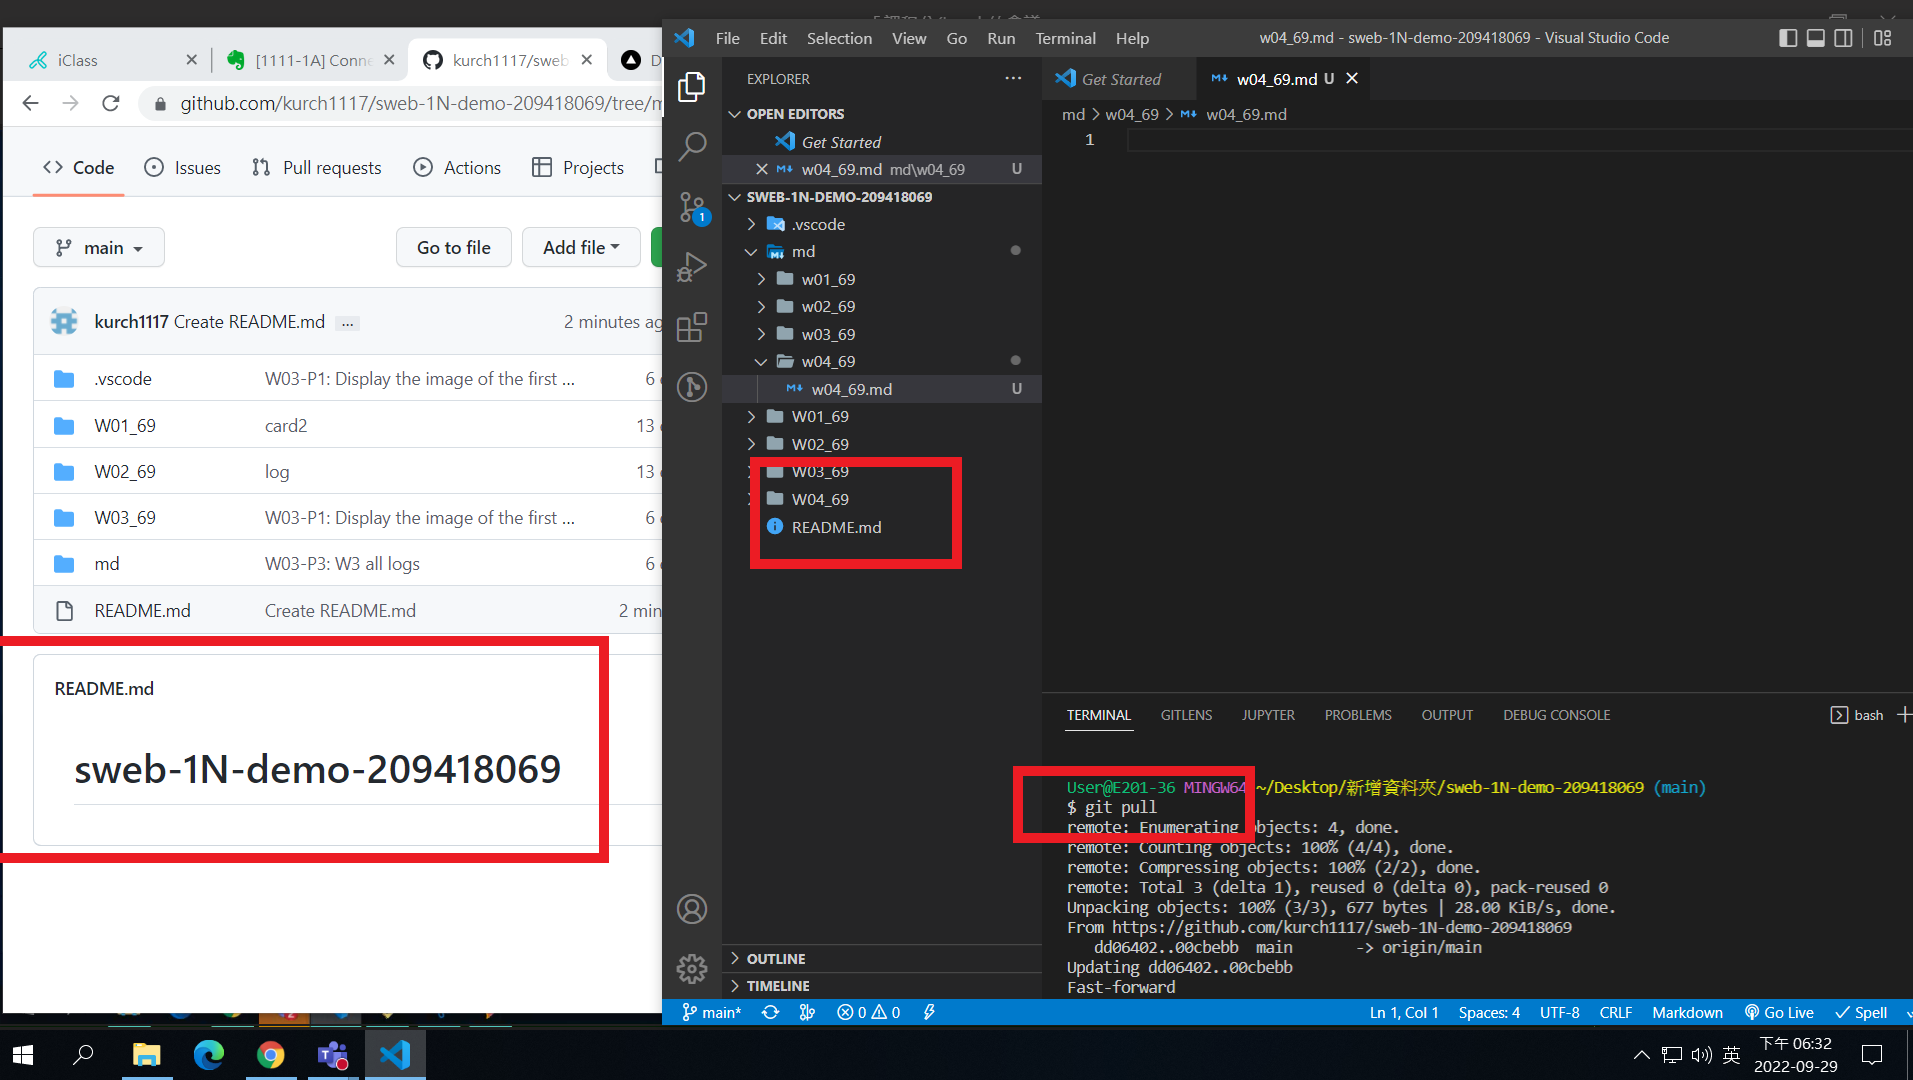 iClass
[1111-1A] Conne
kurch1117/sweb
github.com/kurch1117/sweb-1N-demo-209418069/tree/m
Code
Issues
Pull requests
Actions
Projects
main
Go to file
Add file
kurch1117 Create README.md ...
2 minutes ag
.vscode W03-P1: Display the image of the first ... 6
W01_69 card2 13
W02_69 log 13
W03_69 W03-P1: Display the image of the first ... 6
md W03-P3: W3 all logs 6
README.md Create README.md 2 min
README.md
sweb-1N-demo-209418069
File Edit Selection View Go Run Terminal Help
w04_69.md - sweb-1N-demo-209418069 - Visual Studio Code
EXPLORER
OPEN EDITORS
Get Started
w04_69.md md\w04_69 U
SWEB-1N-DEMO-209418069
.vscode
md
w01_69
w02_69
w03_69
w04_69
w04_69.md U
W01_69
W02_69
W03_69
W04_69
README.md
OUTLINE
TIMELINE
1
Get Started
w04_69.md U
md > w04_69 > w04_69.md
1
TERMINAL GITLENS JUPYTER PROBLEMS OUTPUT DEBUG CONSOLE
bash
User@E201-36 MINGW64 ~/Desktop/新增資料夾/sweb-1N-demo-209418069 (main)
$ git pull
remote: Enumerating objects: 4, done.
remote: Counting objects: 100% (4/4), done.
remote: Compressing objects: 100% (2/2), done.
remote: Total 3 (delta 1), reused 0 (delta 0), pack-reused 0
Unpacking objects: 100% (3/3), 677 bytes | 28.00 KiB/s, done.
From https://github.com/kurch1117/sweb-1N-demo-209418069
dd06402..00cbebb main -> origin/main
Updating dd06402..00cbebb
Fast-forward
main*
0 0
Ln 1, Col 1 Spaces: 4 UTF-8 CRLF Markdown Go Live Spell
英
下午 06:32
2022-09-29